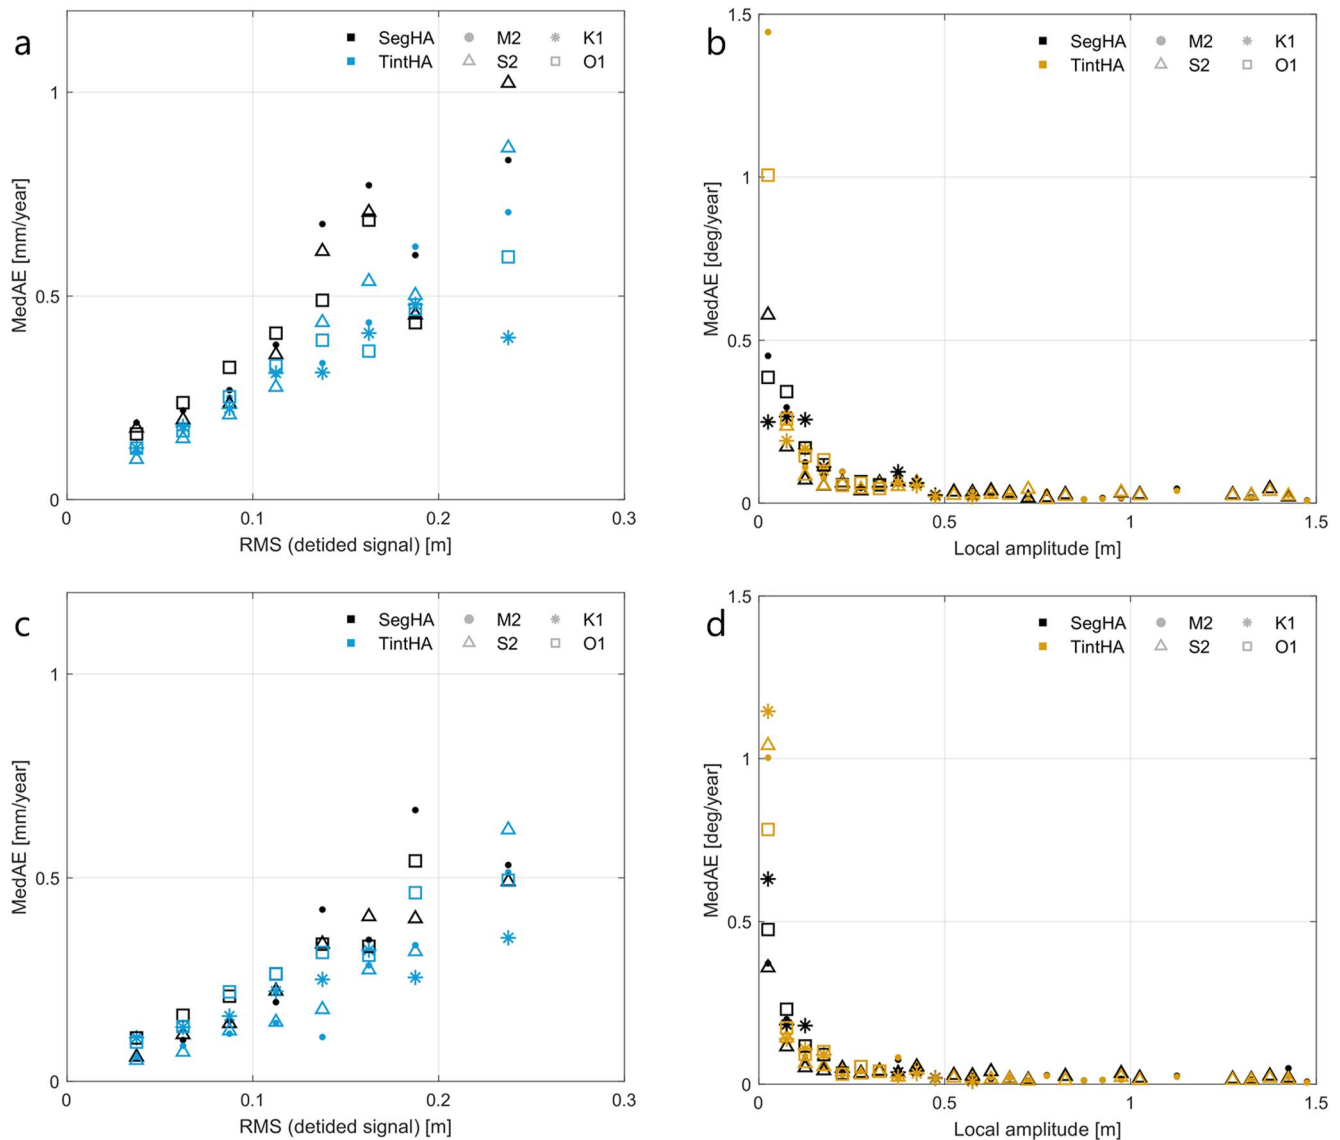 a
SegHA M2 K1
TintHA S2 O1
1
0.5
0
0 0.1 0.2 0.3
MedAE [mm/year]
RMS (detided signal) [m]
b
SegHA M2 K1
TintHA S2 O1
1.5
1
0.5
0
0 0.5 1 1.5
MedAE [deg/year]
Local amplitude [m]
c
SegHA M2 K1
TintHA S2 O1
1
0.5
0
0 0.1 0.2 0.3
MedAE [mm/year]
RMS (detided signal) [m]
d
SegHA M2 K1
TintHA S2 O1
1.5
1
0.5
0
0 0.5 1 1.5
MedAE [deg/year]
Local amplitude [m]